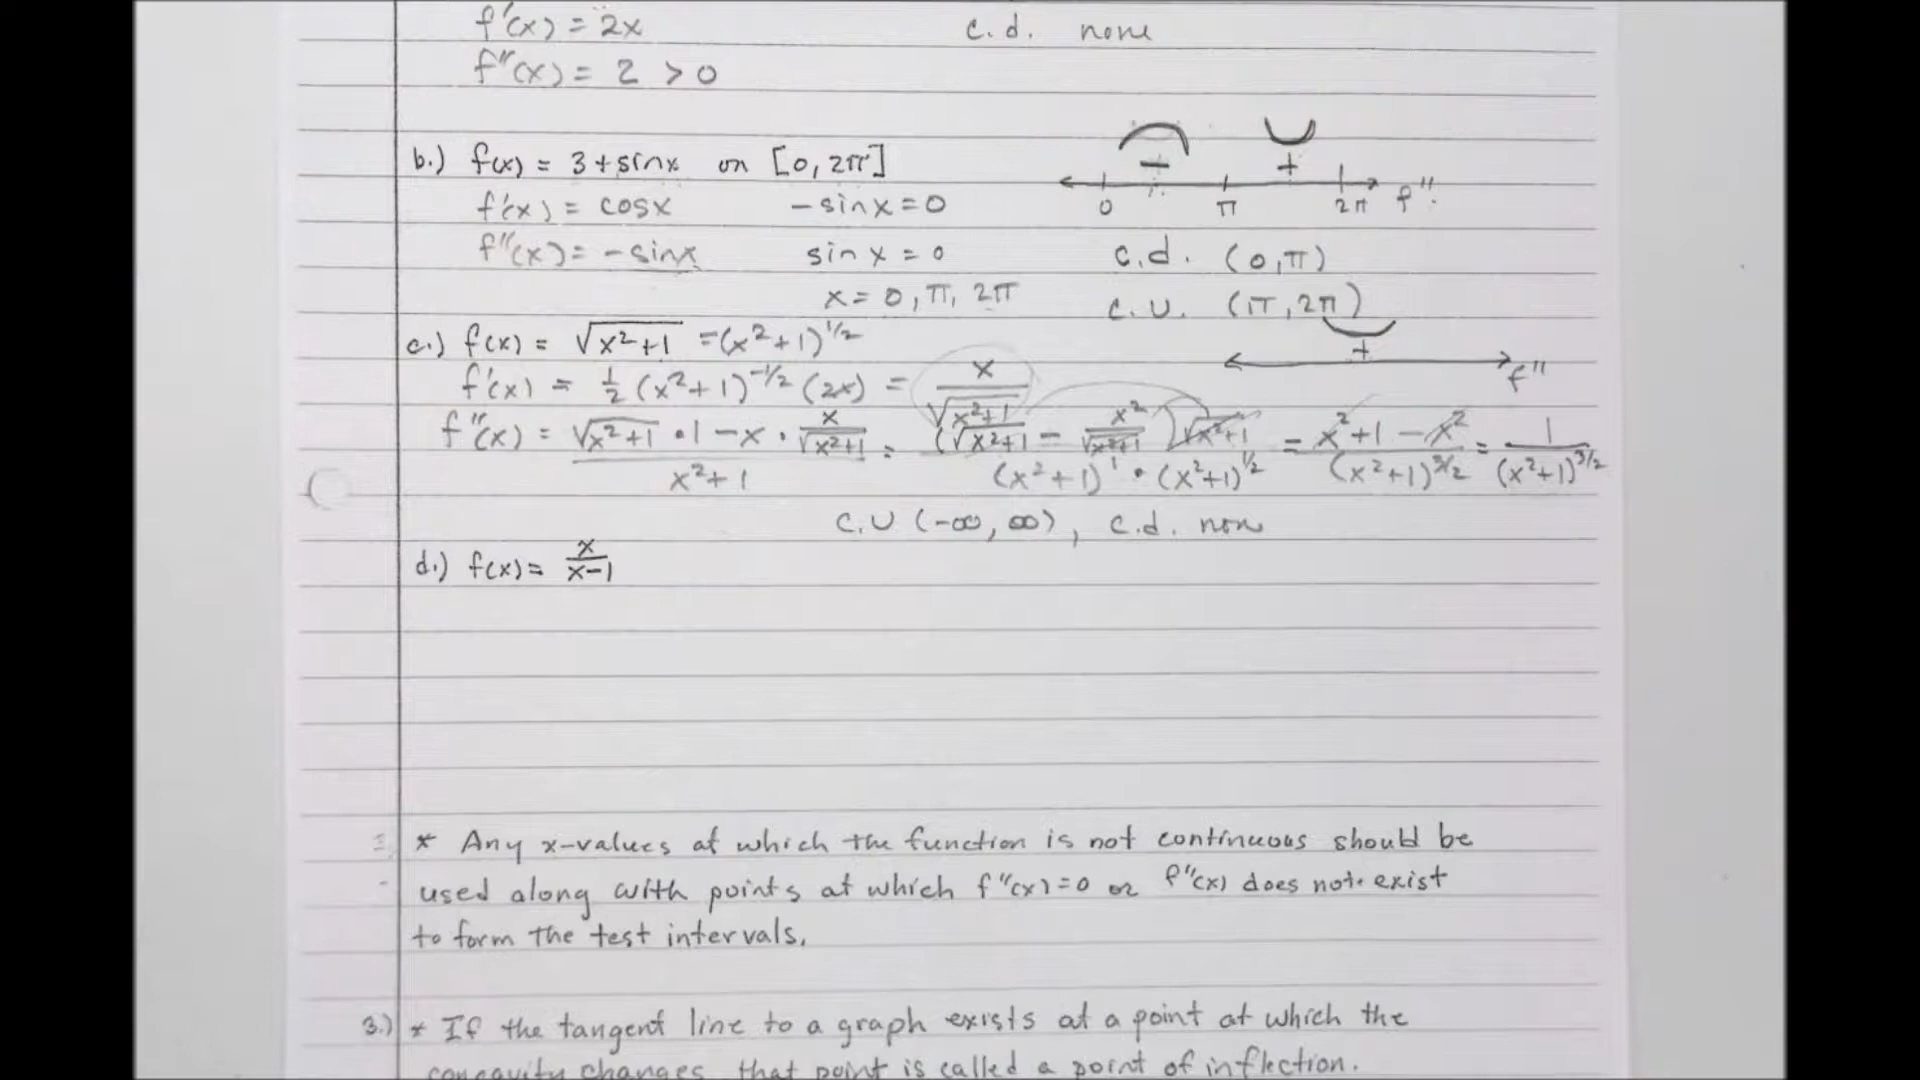 f'(x) = 2x c.d. none
f''(x) = 2 > 0
b.) f(x) = 3 + sinx on [0, 2π]
− +
0 π 2π f''
f'(x) = cosx −sinx = 0
f''(x) = −sinx sin x = 0 c.d. (0, π)
x = 0, π, 2π c.u. (π, 2π)
c.) f(x) = √(x²+1) = (x²+1)^(1/2)
+ f''
f'(x) = 1/2 (x²+1)^(-1/2) (2x) = x/√(x²+1)
f''(x) = (√(x²+1) · 1 − x · x/√(x²+1))/(x²+1) = ((√(x²+1) − x²/√(x²+1))√(x²+1))/((x²+1)^1 · (x²+1)^(1/2)) = (x²+1 − x²)/(x²+1)^(3/2) = 1/(x²+1)^(3/2)
C.U (−∞, ∞), c.d. non
d.) f(x) = x/(x−1)
* Any x-values at which the function is not continuous should be
used along with points at which f''(x) = 0 or f''(x) does not exist
to form the test intervals.
3.) * If the tangent line to a graph exists at a point at which the
concavity changes, that point is called a point of inflection.